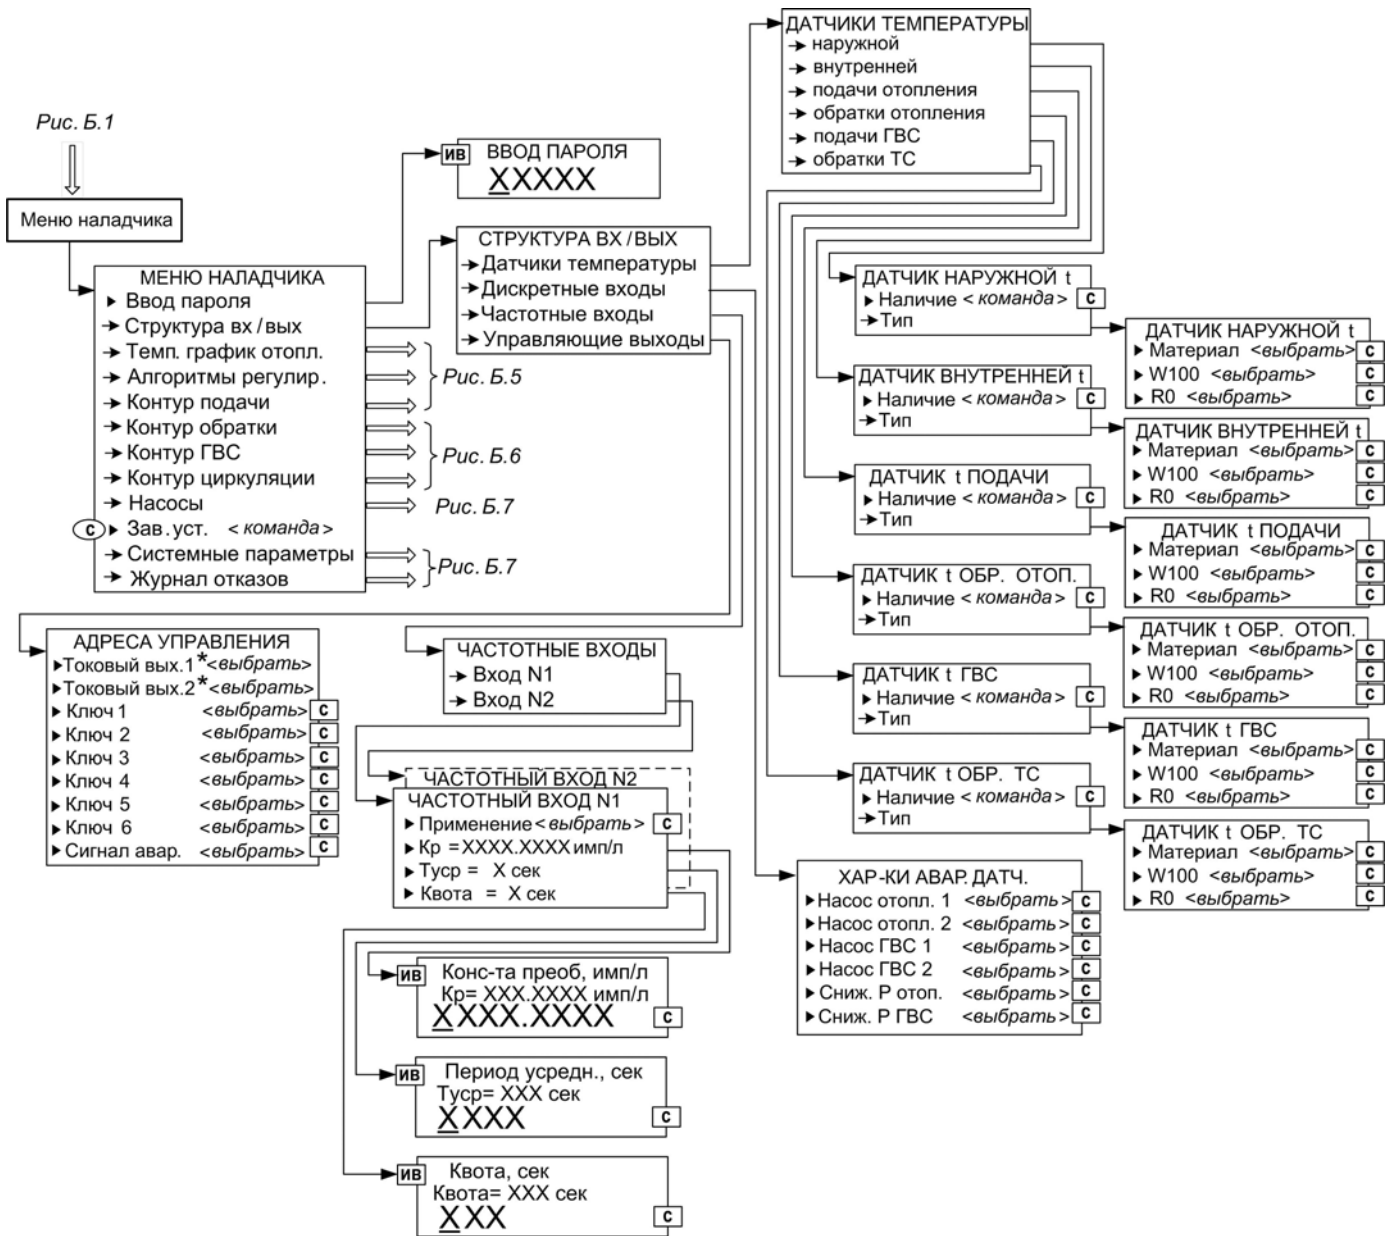 Рис. Б.1
Меню наладчика
МЕНЮ НАЛАДЧИКА
Ввод пароля
Структура вх/вых
Темп. график отопл.
Алгоритмы регулир.
Контур подачи
Контур обратки
Контур ГВС
Контур циркуляции
Насосы
С Зав.уст. <команда>
Системные параметры
Журнал отказов
Рис. Б.5
Рис. Б.6
Рис. Б.7
Рис. Б.7
ИВ ВВОД ПАРОЛЯ
XXXXX
СТРУКТУРА ВХ/ВЫХ
Датчики температуры
Дискретные входы
Частотные входы
Управляющие выходы
ДАТЧИКИ ТЕМПЕРАТУРЫ
наружной
внутренней
подачи отопления
обратки отопления
подачи ГВС
обратки ТС
ДАТЧИК НАРУЖНОЙ t
Наличие <команда> С
Тип
ДАТЧИК НАРУЖНОЙ t
Материал <выбрать> С
W100 <выбрать> С
R0 <выбрать> С
ДАТЧИК ВНУТРЕННЕЙ t
Наличие <команда> С
Тип
ДАТЧИК ВНУТРЕННЕЙ t
Материал <выбрать> С
W100 <выбрать> С
R0 <выбрать> С
ДАТЧИК t ПОДАЧИ
Наличие <команда> С
Тип
ДАТЧИК t ПОДАЧИ
Материал <выбрать> С
W100 <выбрать> С
R0 <выбрать> С
ДАТЧИК t ОБР. ОТОП.
Наличие <команда> С
Тип
ДАТЧИК t ОБР. ОТОП.
Материал <выбрать> С
W100 <выбрать> С
R0 <выбрать> С
ДАТЧИК t ГВС
Наличие <команда> С
Тип
ДАТЧИК t ГВС
Материал <выбрать> С
W100 <выбрать> С
R0 <выбрать> С
ДАТЧИК t ОБР. ТС
Наличие <команда> С
Тип
ДАТЧИК t ОБР. ТС
Материал <выбрать> С
W100 <выбрать> С
R0 <выбрать> С
АДРЕСА УПРАВЛЕНИЯ
Токовый вых.1*<выбрать>
Токовый вых.2*<выбрать>
Ключ 1 <выбрать> С
Ключ 2 <выбрать> С
Ключ 3 <выбрать> С
Ключ 4 <выбрать> С
Ключ 5 <выбрать> С
Ключ 6 <выбрать> С
Сигнал авар. <выбрать> С
ЧАСТОТНЫЕ ВХОДЫ
Вход N1
Вход N2
ЧАСТОТНЫЙ ВХОД N2
ЧАСТОТНЫЙ ВХОД N1
Применение <выбрать> С
Кр =XXXX.XXXX имп/л
Туср = X сек
Квота = X сек
ИВ Конс-та преоб, имп/л
Кр= XXX.XXXX имп/л
XXXX.XXXX С
ИВ Период усредн., сек
Туср= XXX сек
XXXX С
ИВ Квота, сек
Квота= XXX сек
XXX С
ХАР-КИ АВАР. ДАТЧ.
Насос отопл. 1 <выбрать> С
Насос отопл. 2 <выбрать> С
Насос ГВС 1 <выбрать> С
Насос ГВС 2 <выбрать> С
Сниж. Р отоп. <выбрать> С
Сниж. Р ГВС <выбрать> С